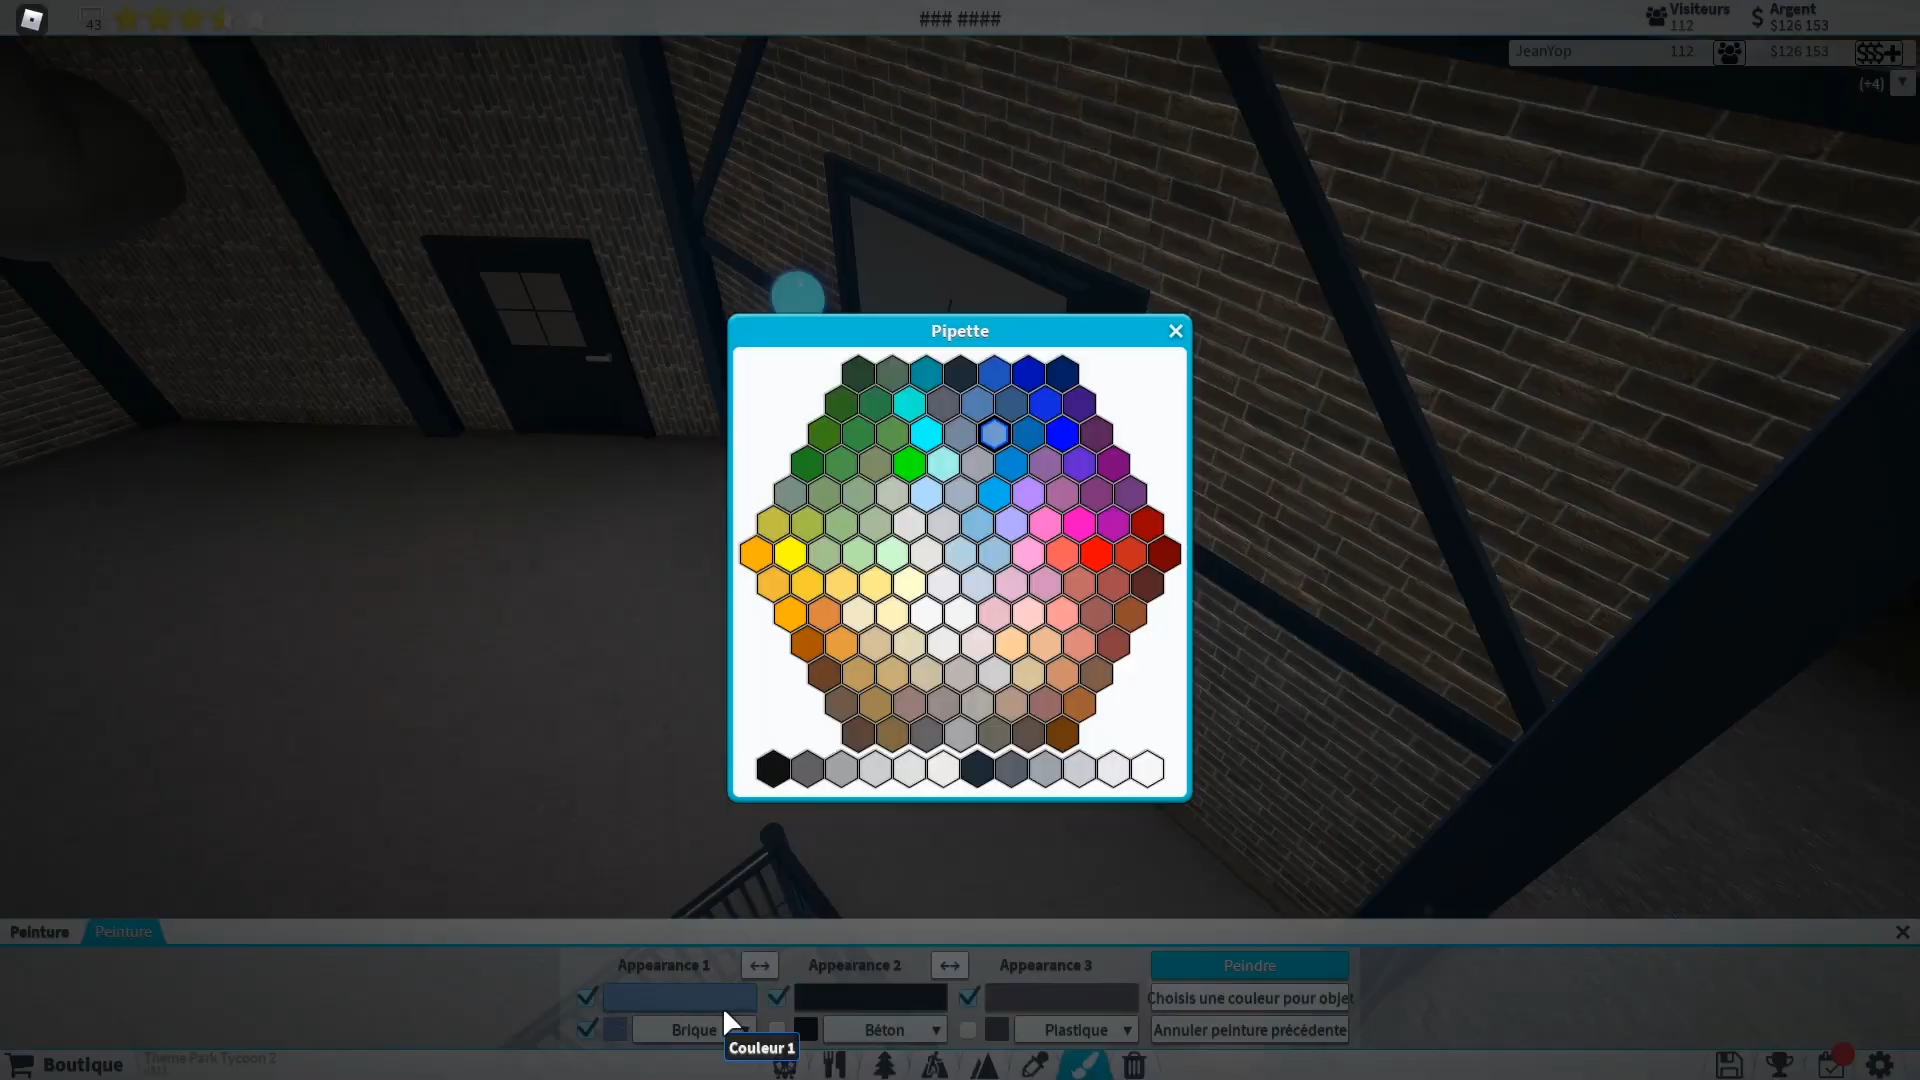 43
### ####
Visiteurs
112
$ Argent
$126 153
JeanYop 112 $126 153 $$$+
(+4)
Pipette
Peinture Peinture
Appearance 1 Appearance 2 Appearance 3 Peindre
Choisis une couleur pour objet
Brique Béton Plastique Annuler peinture précédente
Couleur 1
Boutique Theme Park Tycoon 2